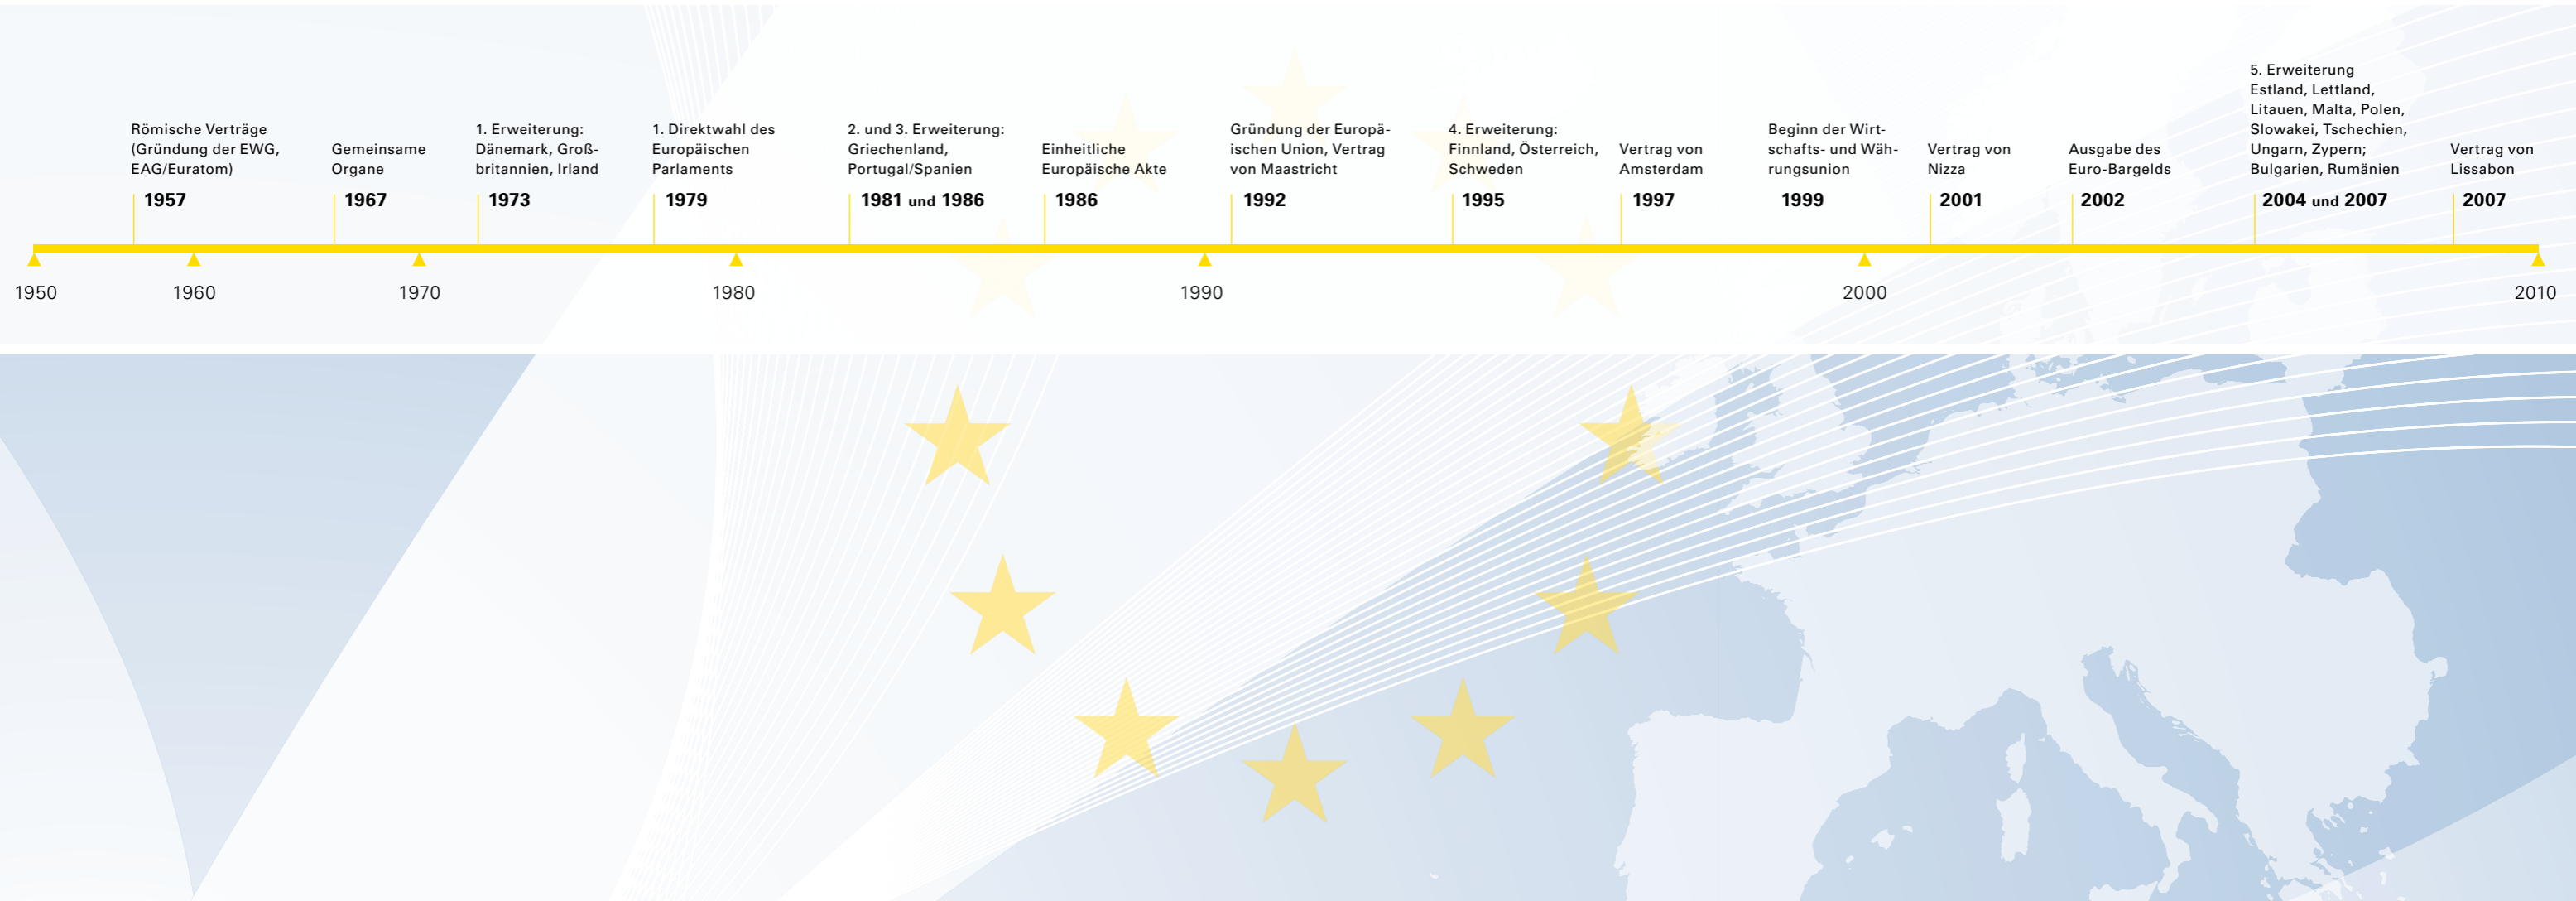 Römische Verträge
(Gründung der EWG,
EAG/Euratom)
1957
Gemeinsame
Organe
1967
1. Erweiterung:
Dänemark, Groß-
britannien, Irland
1973
1. Direktwahl des
Europäischen
Parlaments
1979
2. und 3. Erweiterung:
Griechenland,
Portugal/Spanien
1981 und 1986
Einheitliche
Europäische Akte
1986
Gründung der Europä-
ischen Union, Vertrag
von Maastricht
1992
4. Erweiterung:
Finnland, Österreich,
Schweden
1995
Vertrag von
Amsterdam
1997
Beginn der Wirt-
schafts- und Wäh-
rungsunion
1999
Vertrag von
Nizza
2001
Ausgabe des
Euro-Bargelds
2002
5. Erweiterung
Estland, Lettland,
Litauen, Malta, Polen,
Slowakei, Tschechien,
Ungarn, Zypern;
Bulgarien, Rumänien
2004 und 2007
Vertrag von
Lissabon
2007
1950
1960
1970
1980
1990
2000
2010